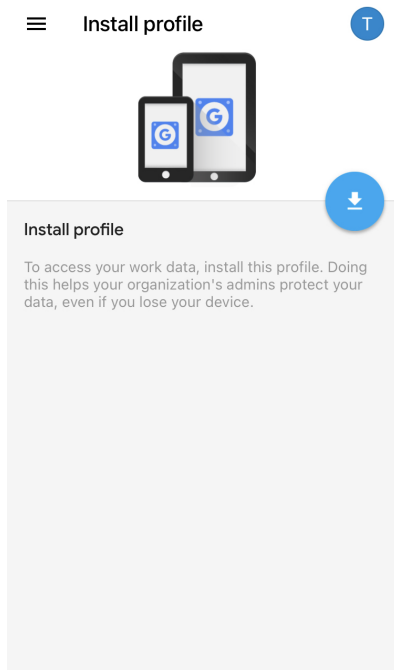 Install profile
T
G
G
Install profile
To access your work data, install this profile. Doing
this helps your organization's admins protect your
data, even if you lose your device.